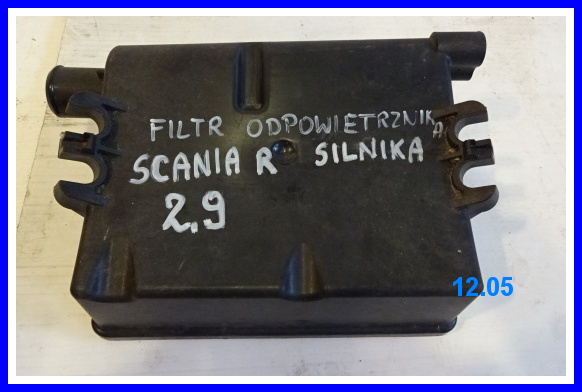 FILTR ODPOWIETRZNIKA
SCANIA R SILNIKA
2,9
12.05